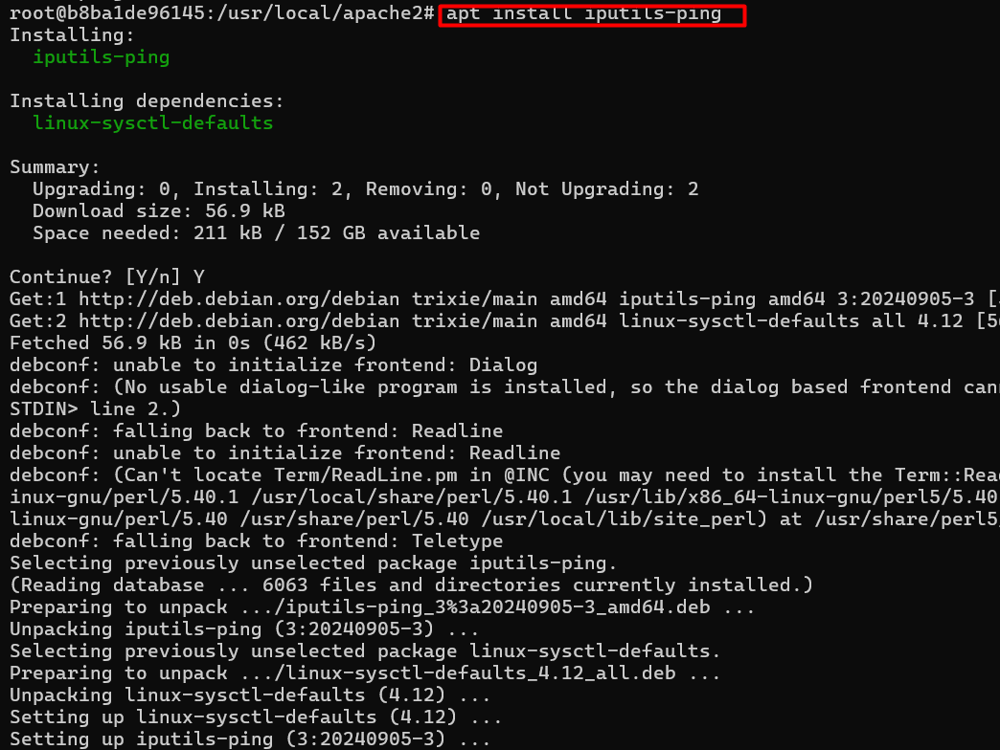 root@b8ba1de96145:/usr/local/apache2# apt install iputils-ping
Installing:
  iputils-ping

Installing dependencies:
  linux-sysctl-defaults

Summary:
  Upgrading: 0, Installing: 2, Removing: 0, Not Upgrading: 2
  Download size: 56.9 kB
  Space needed: 211 kB / 152 GB available

Continue? [Y/n] Y
Get:1 http://deb.debian.org/debian trixie/main amd64 iputils-ping amd64 3:20240905-3 [
Get:2 http://deb.debian.org/debian trixie/main amd64 linux-sysctl-defaults all 4.12 [5
Fetched 56.9 kB in 0s (462 kB/s)
debconf: unable to initialize frontend: Dialog
debconf: (No usable dialog-like program is installed, so the dialog based frontend can
STDIN> line 2.)
debconf: falling back to frontend: Readline
debconf: unable to initialize frontend: Readline
debconf: (Can't locate Term/ReadLine.pm in @INC (you may need to install the Term::Rea
inux-gnu/perl/5.40.1 /usr/local/share/perl/5.40.1 /usr/lib/x86_64-linux-gnu/perl5/5.40
linux-gnu/perl/5.40 /usr/share/perl/5.40 /usr/local/lib/site_perl) at /usr/share/perl5
debconf: falling back to frontend: Teletype
Selecting previously unselected package iputils-ping.
(Reading database ... 6063 files and directories currently installed.)
Preparing to unpack .../iputils-ping_3%3a20240905-3_amd64.deb ...
Unpacking iputils-ping (3:20240905-3) ...
Selecting previously unselected package linux-sysctl-defaults.
Preparing to unpack .../linux-sysctl-defaults_4.12_all.deb ...
Unpacking linux-sysctl-defaults (4.12) ...
Setting up linux-sysctl-defaults (4.12) ...
Setting up iputils-ping (3:20240905-3) ...